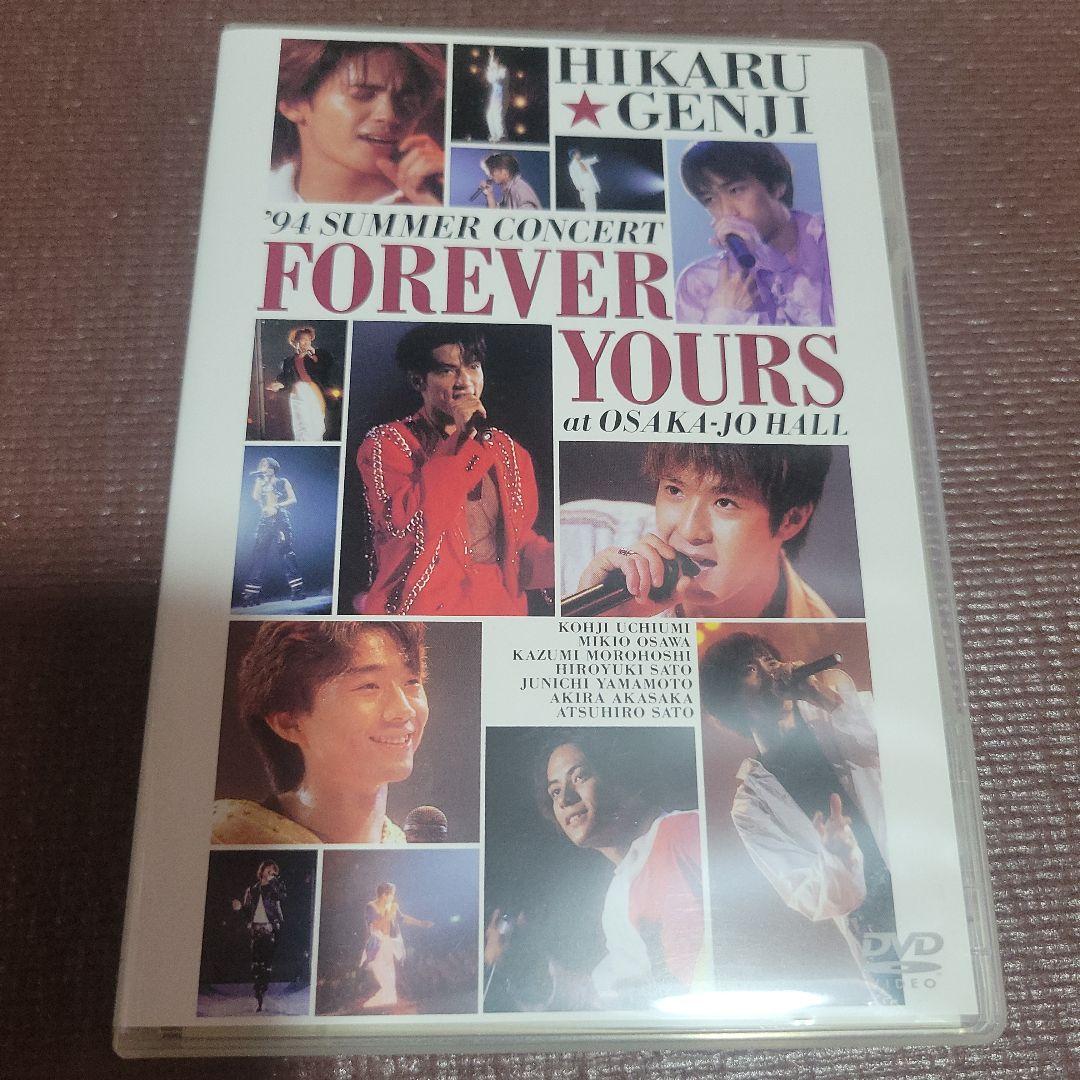 HIKARU
★GENJI
'94 SUMMER CONCERT
FOREVER
YOURS
at OSAKA-JO HALL
KOHJI UCHIUMI
MIKIO OSAWA
KAZUMI MOROHOSHI
HIROYUKI SATO
JUNICHI YAMAMOTO
AKIRA AKASAKA
ATSUHIRO SATO
DVD
VIDEO